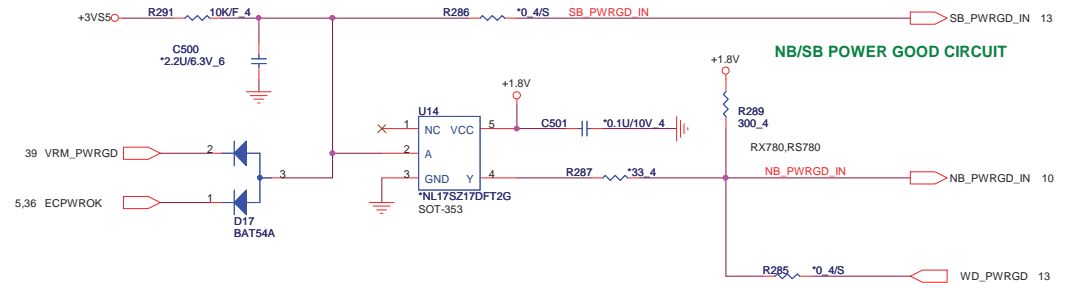 +3VS5 R291 10K/F_4 R286 *0_4/S SB_PWRGD_IN SB_PWRGD_IN 13
C500
*2.2U/6.3V_6
NB/SB POWER GOOD CIRCUIT
+1.8V
+1.8V
U14
R289
300_4
1 NC VCC 5 C501 *0.1U/10V_4
RX780,RS780
39 VRM_PWRGD 2
2 A
3
3 GND Y 4 R287 *33_4 NB_PWRGD_IN NB_PWRGD_IN 10
*NL17SZ17DFT2G
SOT-353
5,36 ECPWROK 1
D17
BAT54A
R285 *0_4/S WD_PWRGD 13